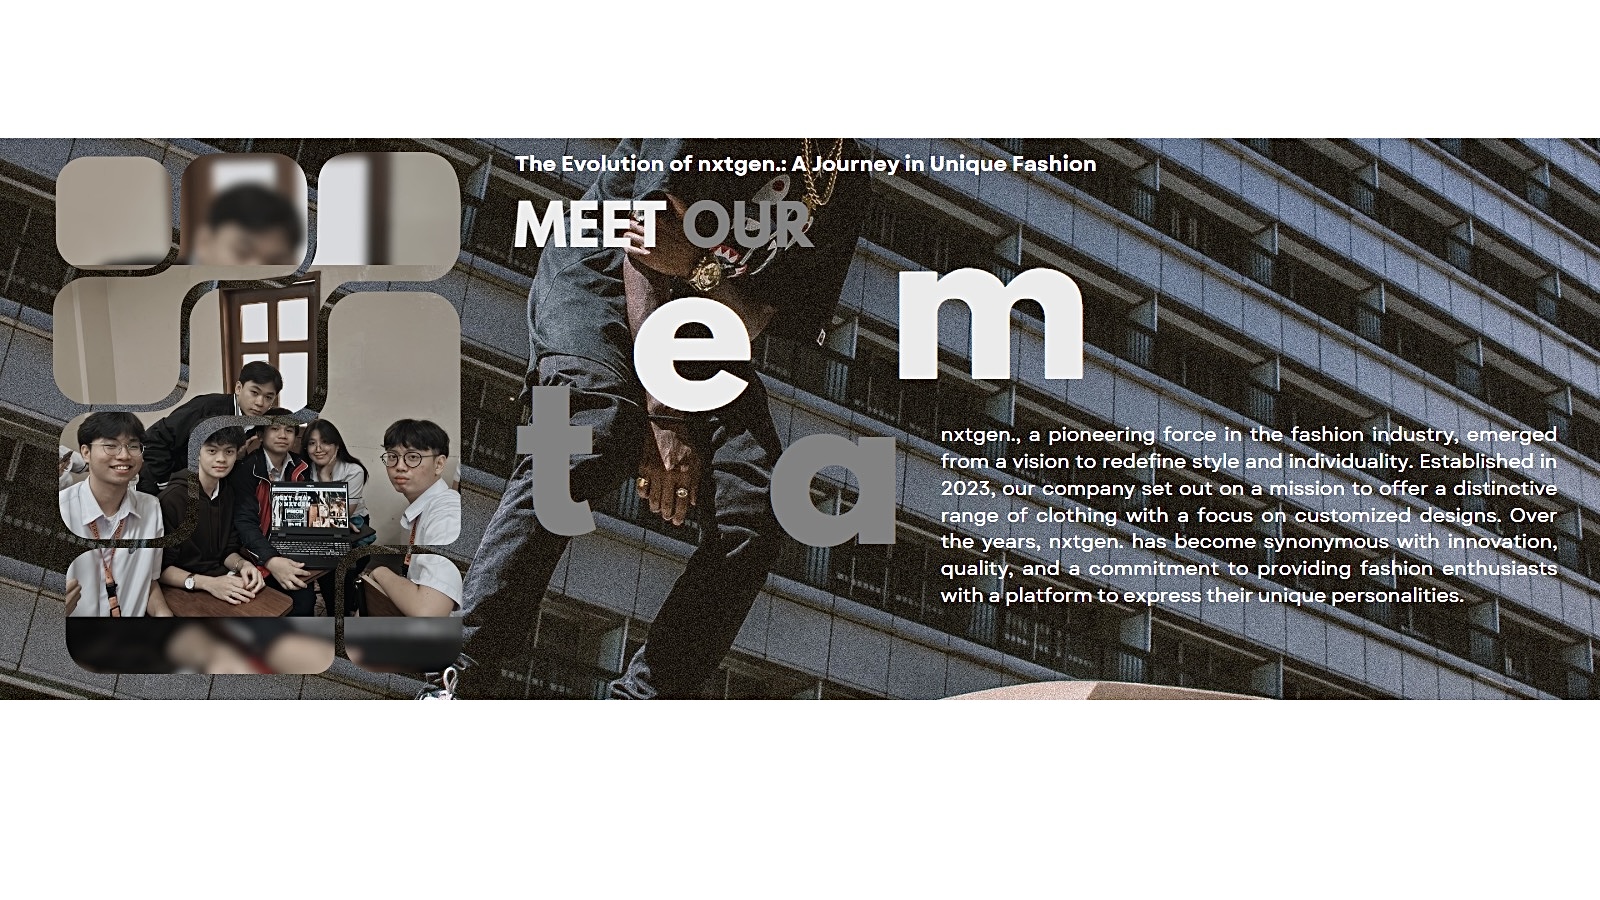 The Evolution of nxtgen.: A Journey in Unique Fashion
MEET OUR
t e a m
nxtgen., a pioneering force in the fashion industry, emerged
from a vision to redefine style and individuality. Established in
2023, our company set out on a mission to offer a distinctive
range of clothing with a focus on customized designs. Over
the years, nxtgen. has become synonymous with innovation,
quality, and a commitment to providing fashion enthusiasts
with a platform to express their unique personalities.
NEXT STOP,